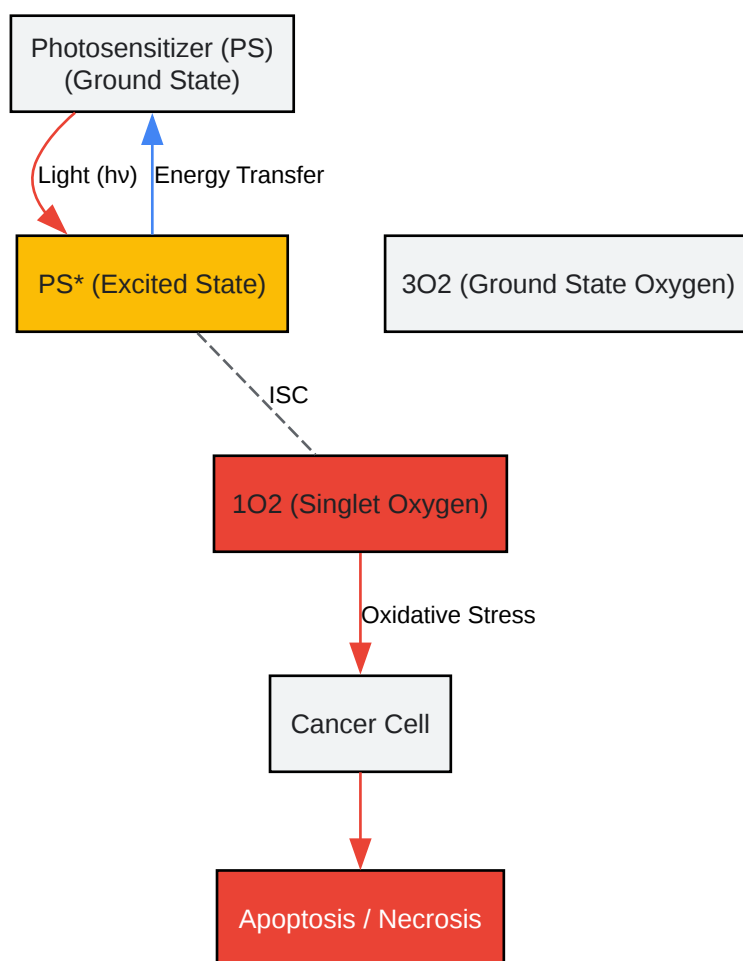 Photosensitizer (PS)
(Ground State)
Light (hν)
Energy Transfer
PS* (Excited State)
3O2 (Ground State Oxygen)
ISC
1O2 (Singlet Oxygen)
Oxidative Stress
Cancer Cell
Apoptosis / Necrosis